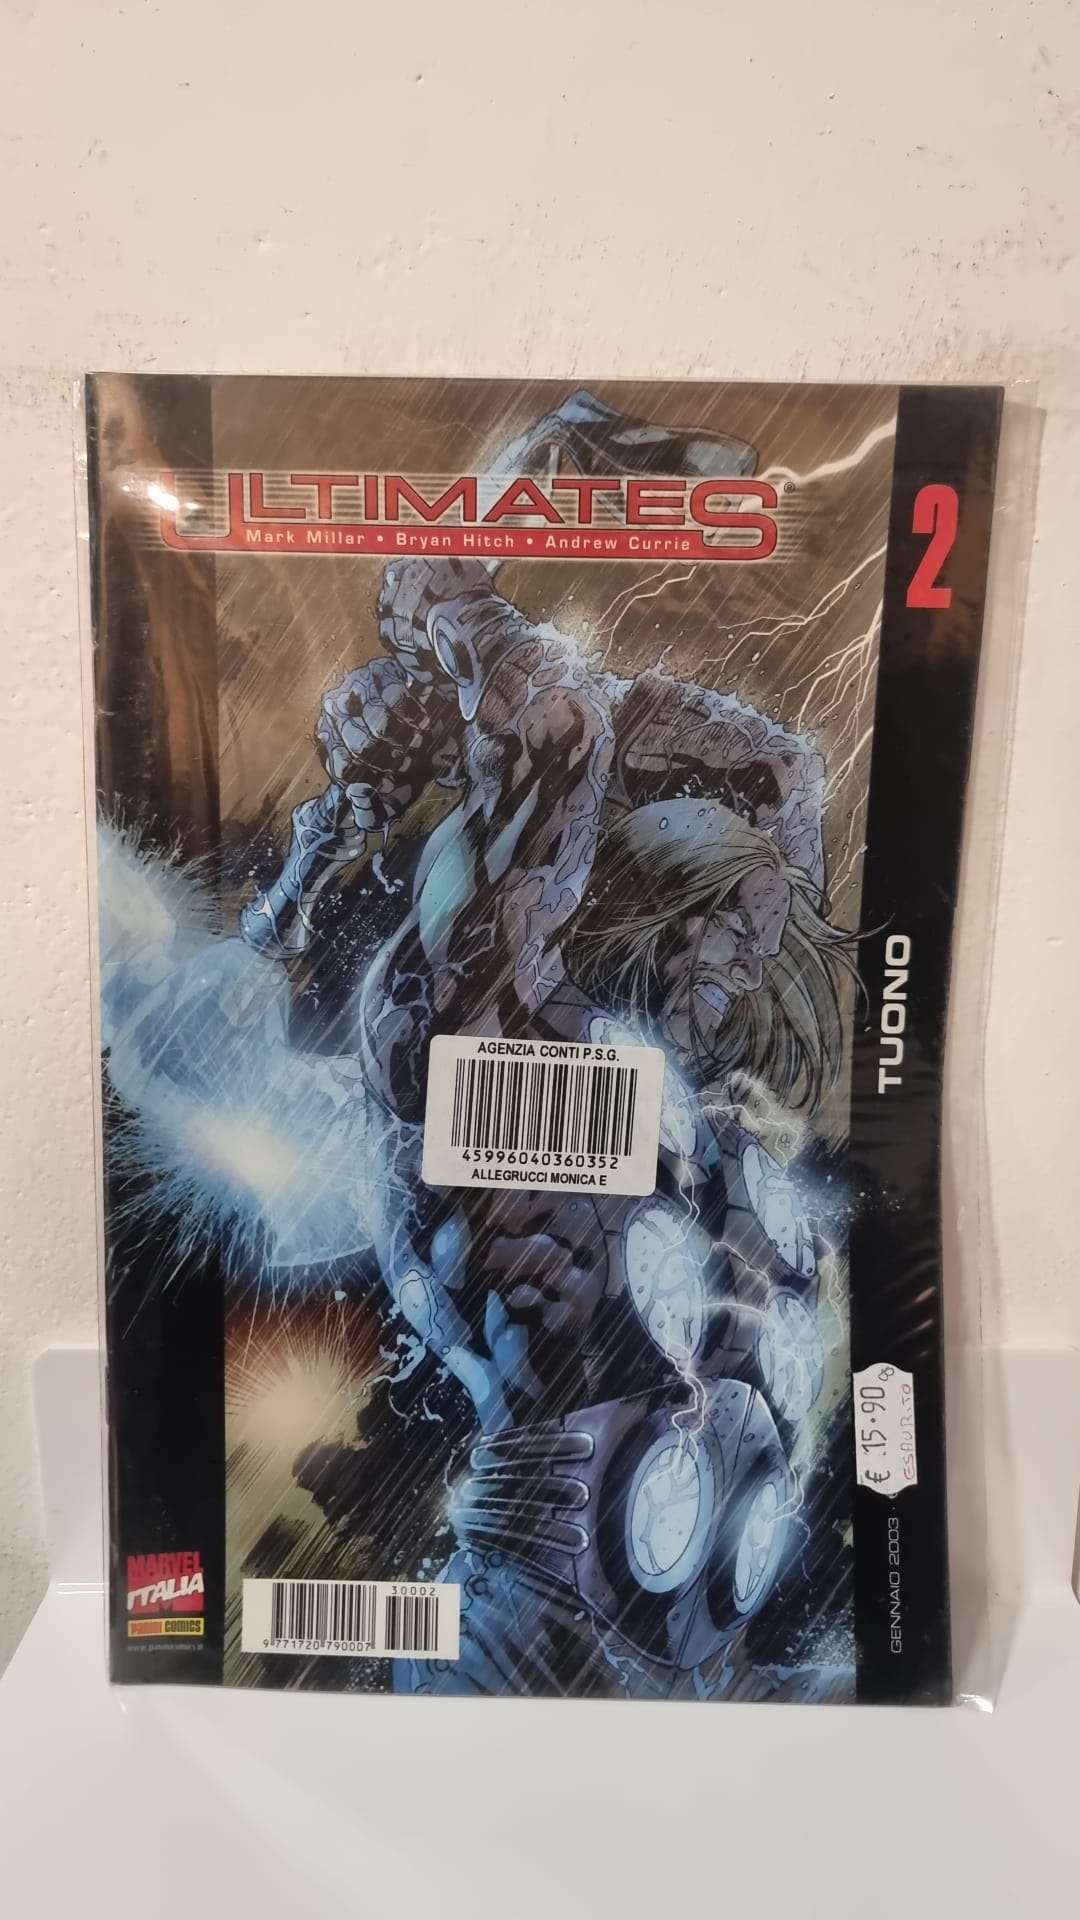 ULTIMATES®
Mark Millar • Bryan Hitch • Andrew Currie
2
TUONO
AGENZIA CONTI P.S.G.
45996040360352
ALLEGRUCCI MONICA E
€ 15.90
ESAURITO
GENNAIO 2003 •
MARVEL
ITALIA
PANINI COMICS
30002
9 771720 790007